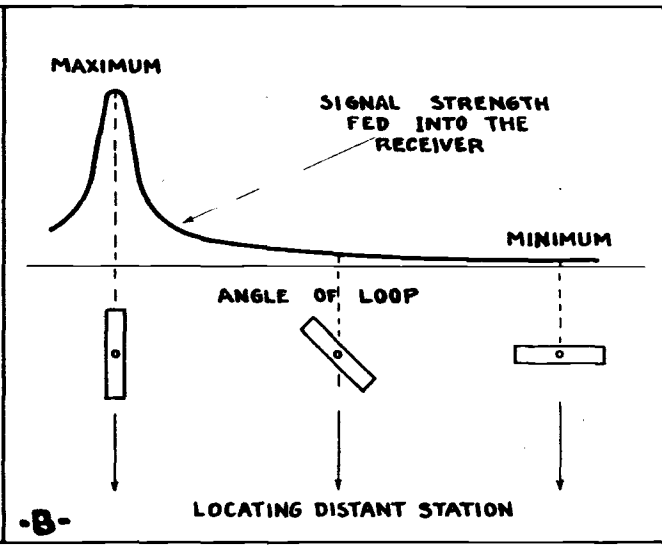 MAXIMUM
SIGNAL STRENGTH
FED INTO THE
RECEIVER
MINIMUM
ANGLE OF LOOP
LOCATING DISTANT STATION
-B-